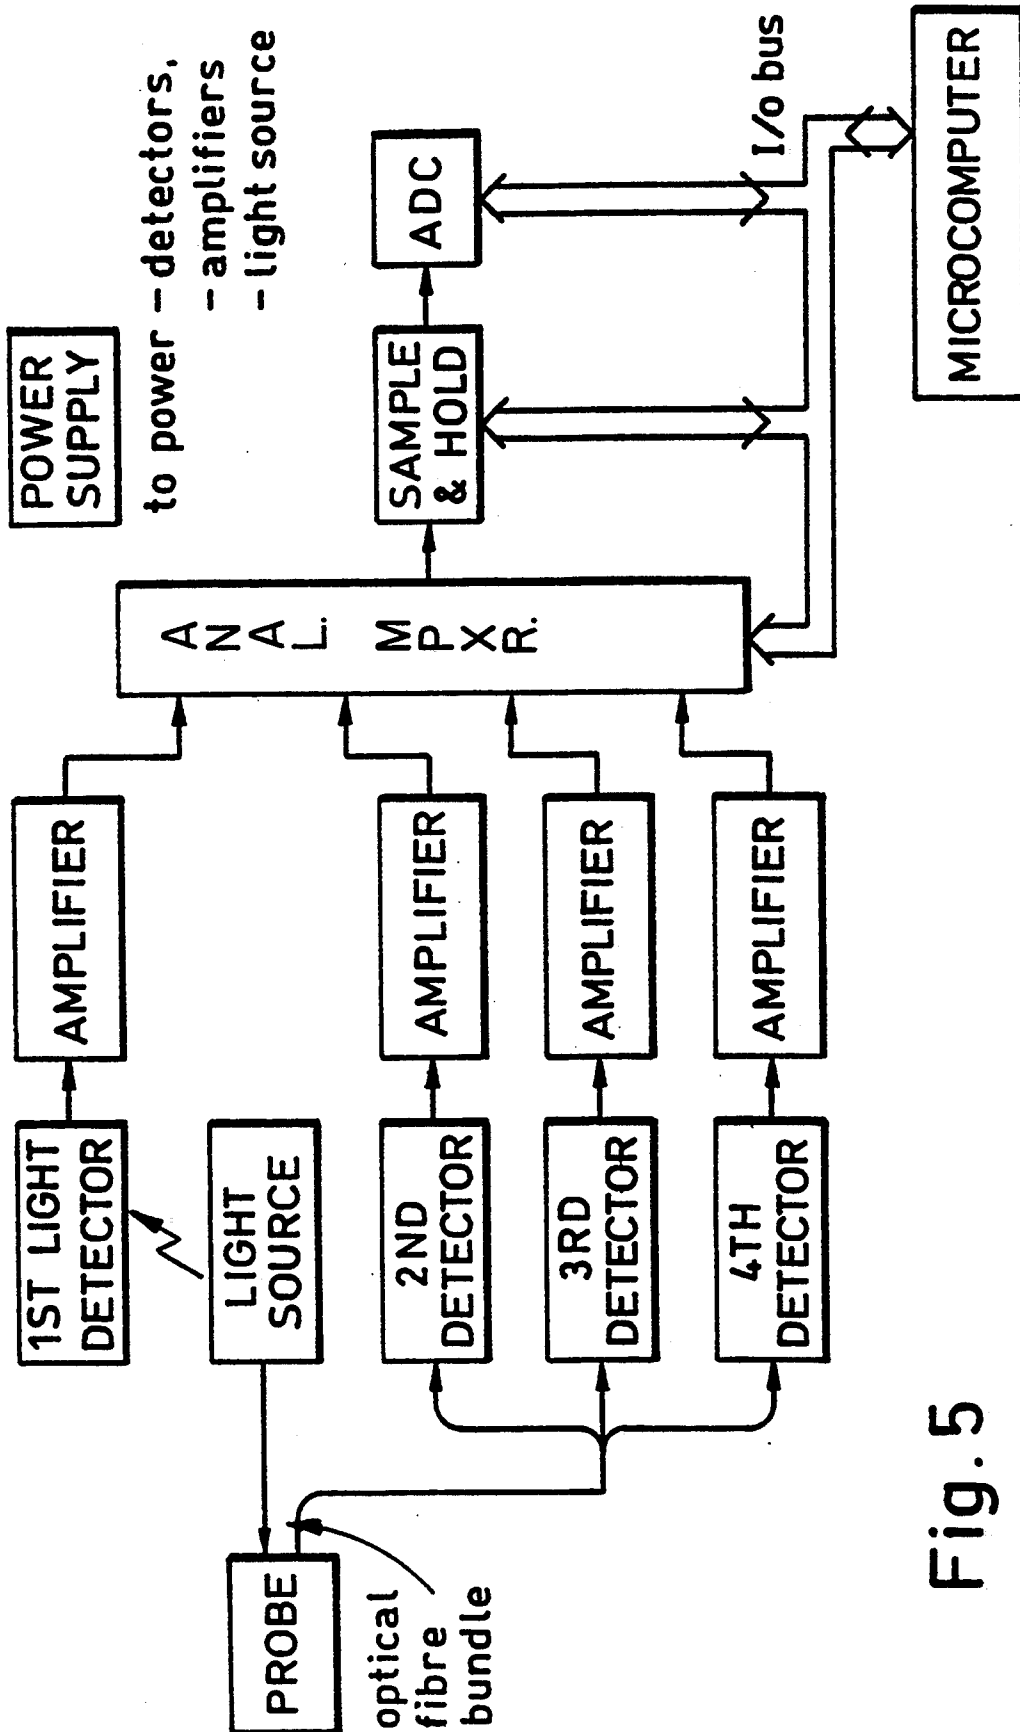 POWER
SUPPLY
to power – detectors,
– amplifiers
– light source
1ST LIGHT
DETECTOR
AMPLIFIER
ANAL. MPXR.
SAMPLE
& HOLD
ADC
LIGHT
SOURCE
PROBE
optical
fibre
bundle
2ND
DETECTOR
AMPLIFIER
3RD
DETECTOR
AMPLIFIER
4TH
DETECTOR
AMPLIFIER
I/o bus
MICROCOMPUTER
Fig. 5